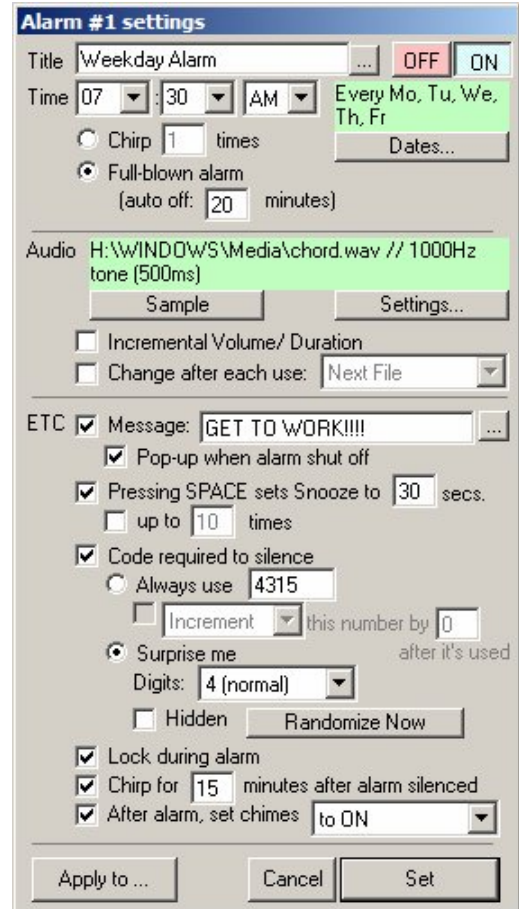 Alarm #1 settings
Title Weekday Alarm ... OFF ON
Time 07 : 30 AM Every Mo, Tu, We,
Th, Fr
Chirp 1 times Dates...
Full-blown alarm
(auto off: 20 minutes)
Audio H:\WINDOWS\Media\chord.wav // 1000Hz
tone (500ms)
Sample Settings...
Incremental Volume/ Duration
Change after each use: Next File
ETC Message: GET TO WORK!!!! ...
Pop-up when alarm shut off
Pressing SPACE sets Snooze to 30 secs.
up to 10 times
Code required to silence
Always use 4315
Increment this number by 0
Surprise me after it's used
Digits: 4 (normal)
Hidden Randomize Now
Lock during alarm
Chirp for 15 minutes after alarm silenced
After alarm, set chimes to ON
Apply to ... Cancel Set